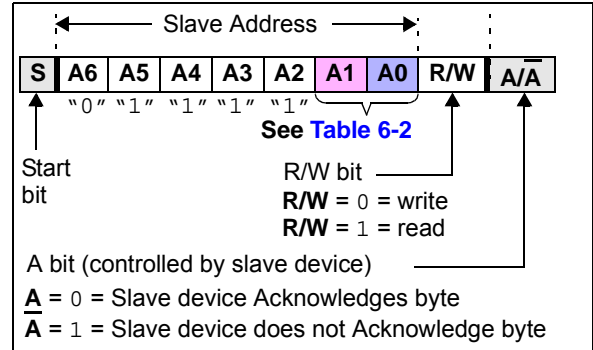 Slave Address
S A6 A5 A4 A3 A2 A1 A0 R/W A/A̅
“0” “1” “1” “1” “1”
See Table 6-2
Start
bit
R/W bit
R/W = 0 = write
R/W = 1 = read
A bit (controlled by slave device)
A = 0 = Slave device Acknowledges byte
A̅ = 1 = Slave device does not Acknowledge byte